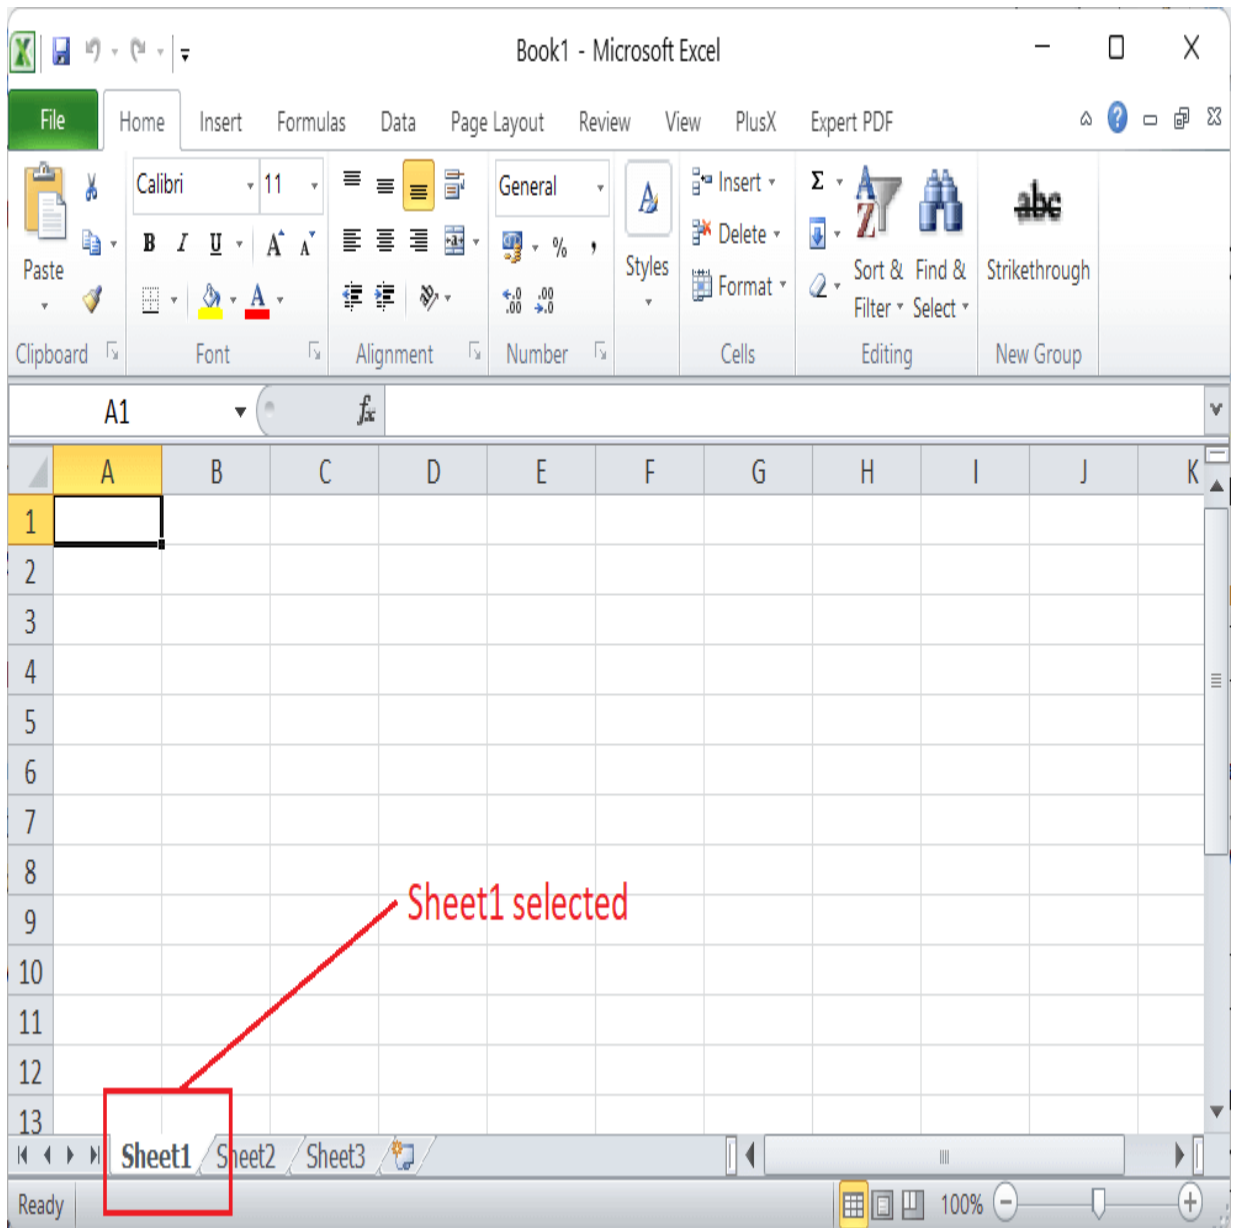 Book1 - Microsoft Excel
File Home Insert Formulas Data Page Layout Review View PlusX Expert PDF
Calibri 11 General Insert
Delete
B I U A A %
Paste Styles Sort & Find & Strikethrough
Format Filter Select
Clipboard Font Alignment Number Cells Editing New Group
A1 fx
A B C D E F G H I J K
1
2
3
4
5
6
7
8
Sheet1 selected
9
10
11
12
13
Sheet1 Sheet2 Sheet3
Ready 100%